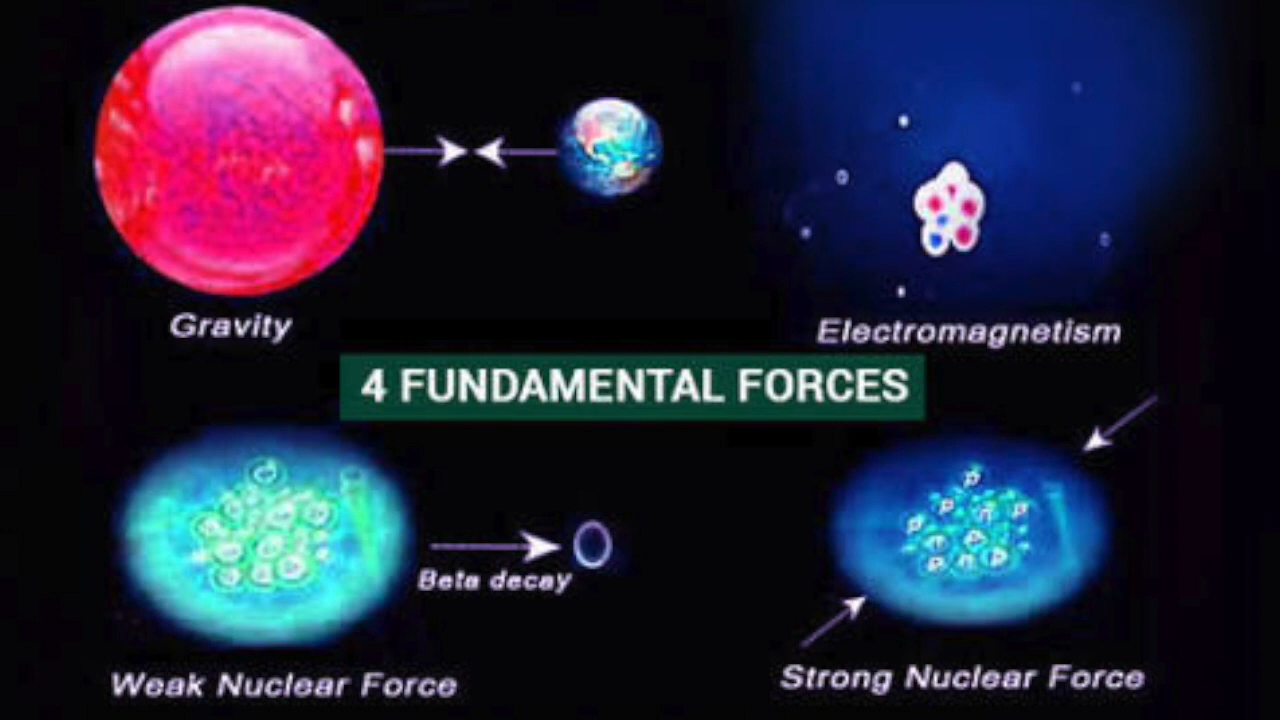 Gravity
Electromagnetism
4 FUNDAMENTAL FORCES
Beta decay
Weak Nuclear Force
Strong Nuclear Force